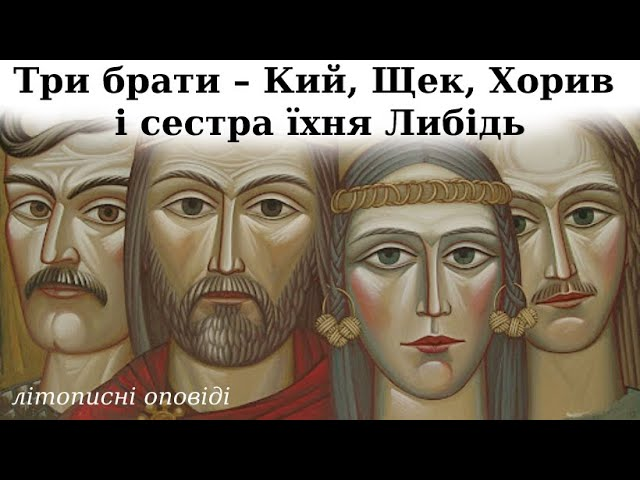 Три брати – Кий, Щек, Хорив
і сестра їхня Либідь
літописні оповіді